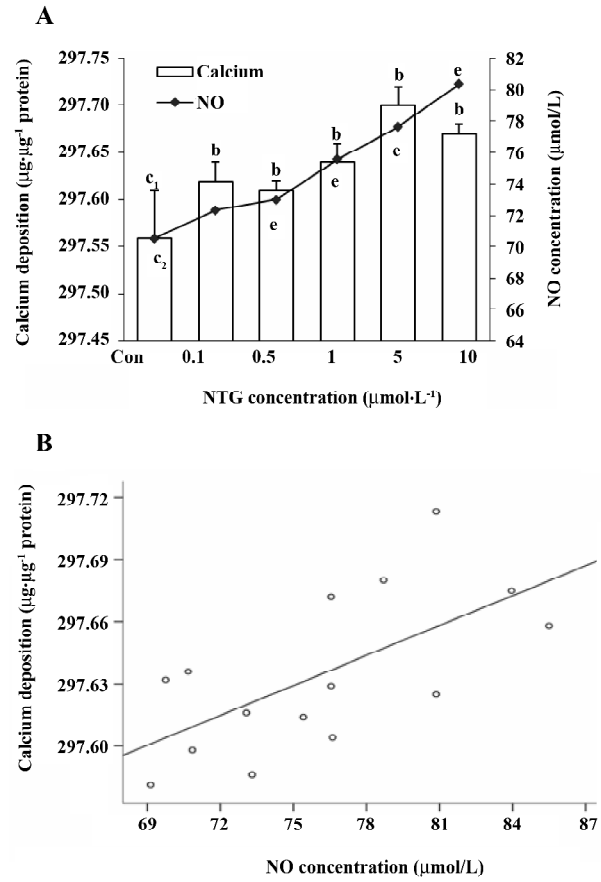 A
Calcium deposition (µg·µg⁻¹ protein)
297.75
297.70
297.65
297.60
297.55
297.50
297.45
Calcium
NO
c₁
c₂
b
b
e
b
e
b
c
e
b
82
80
78
76
74
72
70
68
66
64
NO concentration (µmol/L)
Con 0.1 0.5 1 5 10
NTG concentration (µmol·L⁻¹)
B
Calcium deposition (µg·µg⁻¹ protein)
297.72
297.69
297.66
297.63
297.60
69 72 75 78 81 84 87
NO concentration (µmol/L)